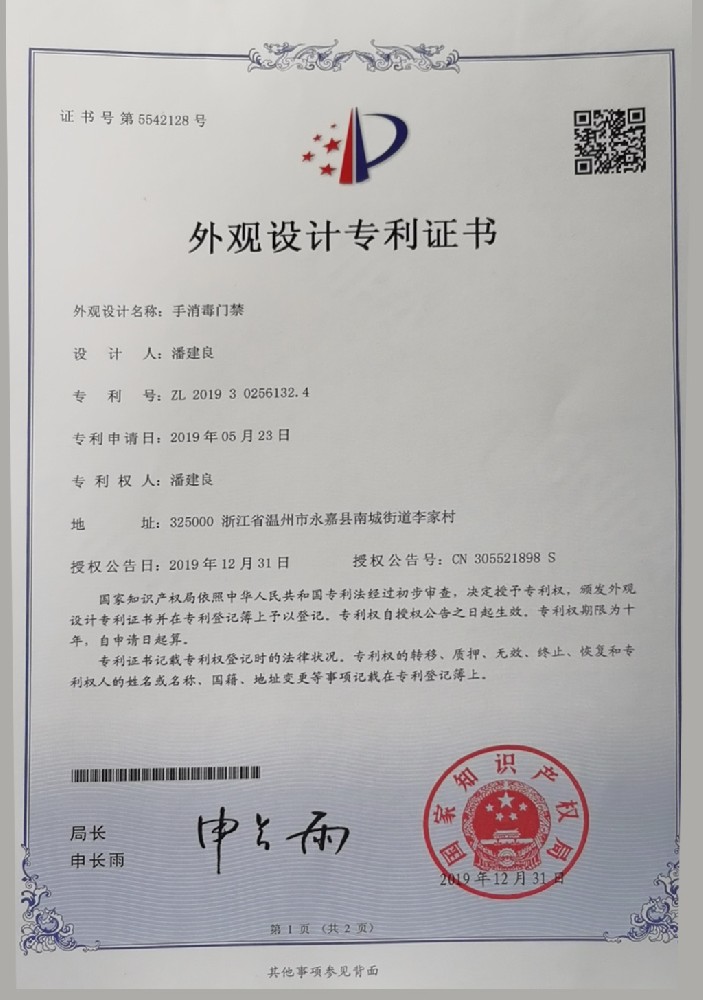 证书号第5542128号
外观设计专利证书
外观设计名称：手消毒门禁
设 计 人：潘建良
专 利 号：ZL 2019 3 0256132.4
专利申请日：2019年05月23日
专 利 权 人：潘建良
地 址：325000 浙江省温州市永嘉县南城街道李家村
授权公告日：2019年12月31日 授权公告号：CN 305521898 S
国家知识产权局依照中华人民共和国专利法经过初步审查，决定授予专利权，颁发外观
设计专利证书并在专利登记簿上予以登记。专利权自授权公告之日起生效。专利权期限为十
年，自申请日起算。
专利证书记载专利权登记时的法律状况。专利权的转移、质押、无效、终止、恢复和专
利权人的姓名或名称、国籍、地址变更等事项记载在专利登记簿上。
局长
申长雨
申长雨
国家知识产权局
2019年12月31日
第 1 页 （共 2 页）
其他事项参见背面